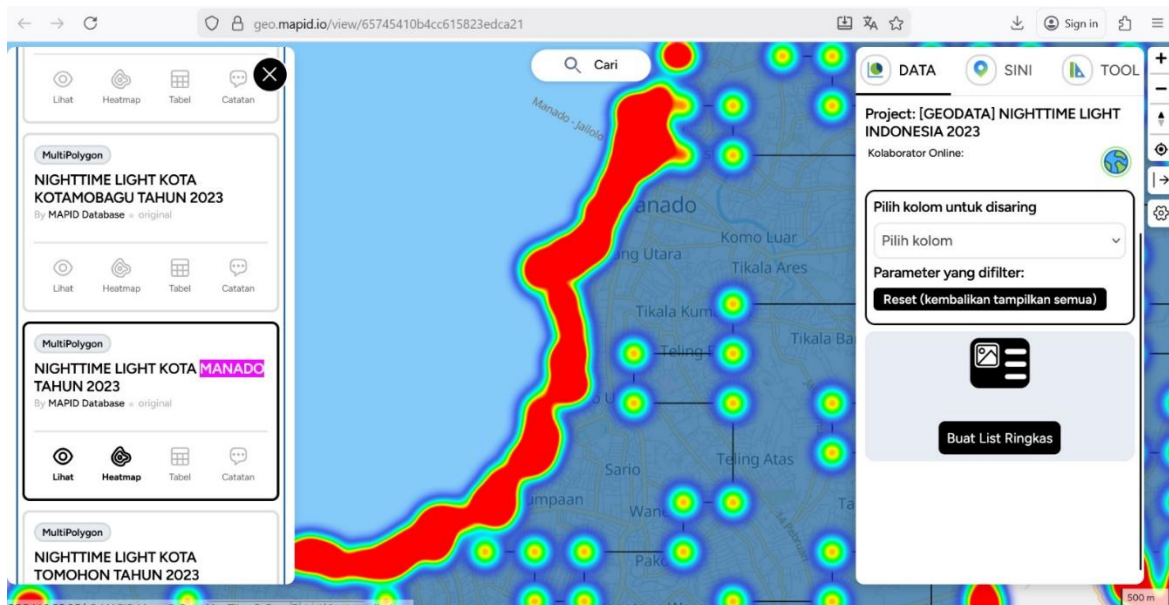 geo.mapid.io/view/65745410b4cc615823edca21
Sign in
Lihat Heatmap Tabel Catatan
MultiPolygon
NIGHTTIME LIGHT KOTA
KOTAMOBAGU TAHUN 2023
By MAPID Database original
Lihat Heatmap Tabel Catatan
MultiPolygon
NIGHTTIME LIGHT KOTA MANADO
TAHUN 2023
By MAPID Database original
Lihat Heatmap Tabel Catatan
MultiPolygon
NIGHTTIME LIGHT KOTA
TOMOHON TAHUN 2023
Cari
Manado - Jailolo
anado
Komo Luar
ng Utara
Tikala Ares
Tikala Kum
Tikala Ba
Teling
Sario
Teling Atas
umpaan
Wan
Ta
14 Februari
Pak
DATA
SINI
TOOL
Project: [GEODATA] NIGHTTIME LIGHT
INDONESIA 2023
Kolaborator Online:
Pilih kolom untuk disaring
Pilih kolom
Parameter yang difilter:
Reset (kembalikan tampilkan semua)
Buat List Ringkas
500 m